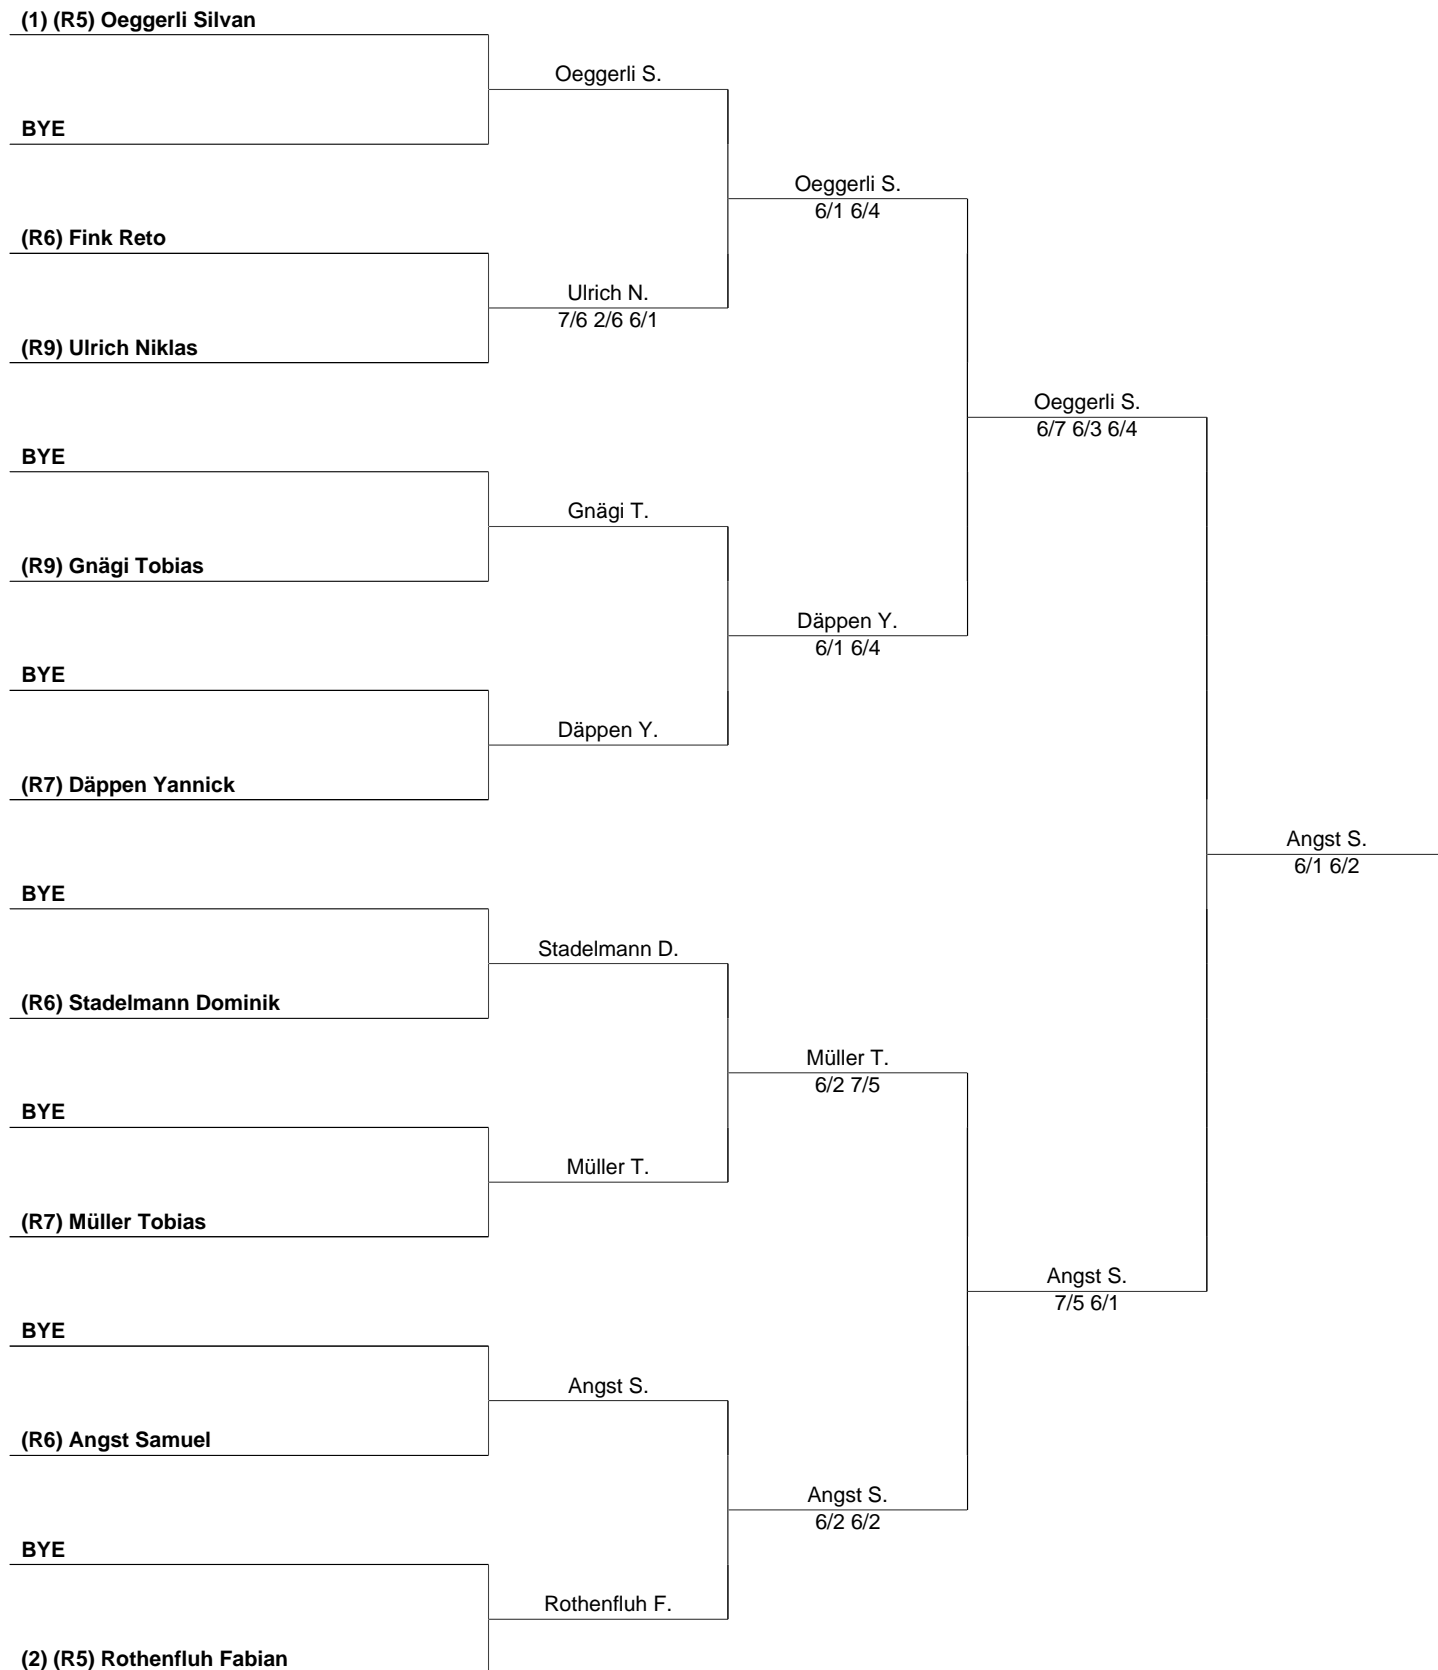 (1) (R5) Oeggerli Silvan
Oeggerli S.
BYE
Oeggerli S.
6/1 6/4
(R6) Fink Reto
Ulrich N.
7/6 2/6 6/1
(R9) Ulrich Niklas
Oeggerli S.
6/7 6/3 6/4
BYE
Gnägi T.
(R9) Gnägi Tobias
Däppen Y.
6/1 6/4
BYE
Däppen Y.
(R7) Däppen Yannick
Angst S.
6/1 6/2
BYE
Stadelmann D.
(R6) Stadelmann Dominik
Müller T.
6/2 7/5
BYE
Müller T.
(R7) Müller Tobias
Angst S.
7/5 6/1
BYE
Angst S.
(R6) Angst Samuel
Angst S.
6/2 6/2
BYE
Rothenfluh F.
(2) (R5) Rothenfluh Fabian